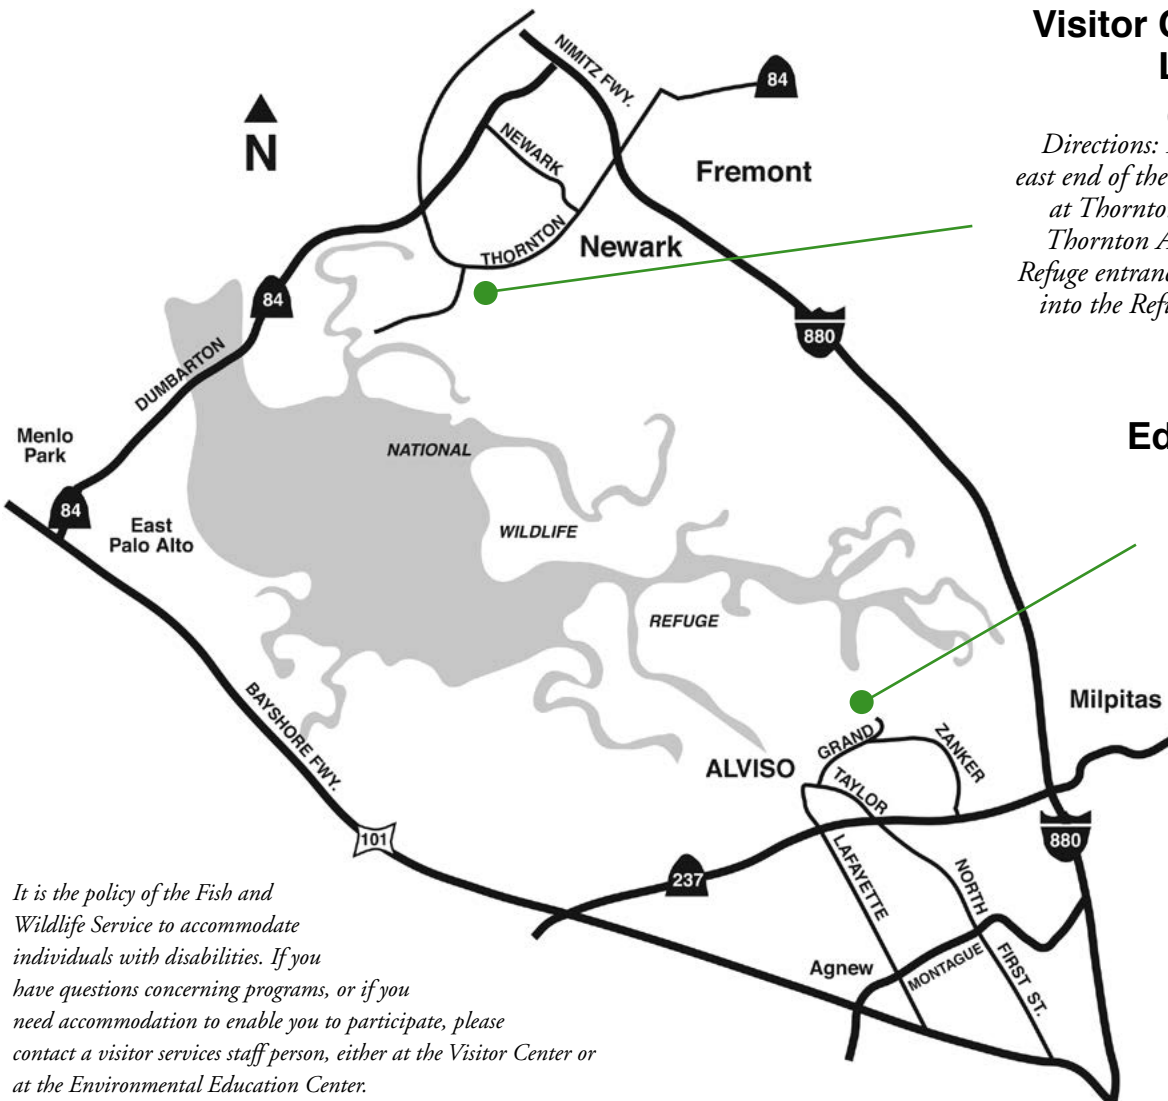 Visitor
NIMITZ FWY.
84
N
NEWARK
Fremont
Directions:
east end of the
at
THORNTON
Newark
Thornton
Refuge
into the
84
880
DUMBARTON
Menlo
Park
NATIONAL
84
East
Palo Alto
WILDLIFE
REFUGE
BAYSHORE FWY.
Milpitas
GRAND
ZANKER
ALVISO
TAYLOR
101
880
237
LAFAYETTE
NORTH
FIRST ST.
Agnew
MONTAGUE
It is the policy of the Fish and
Wildlife Service to accommodate
individuals with disabilities. If you
have questions concerning programs, or if you
need accommodation to enable you to participate, please
contact a visitor services staff person, either at the Visitor Center or
at the Environmental Education Center.